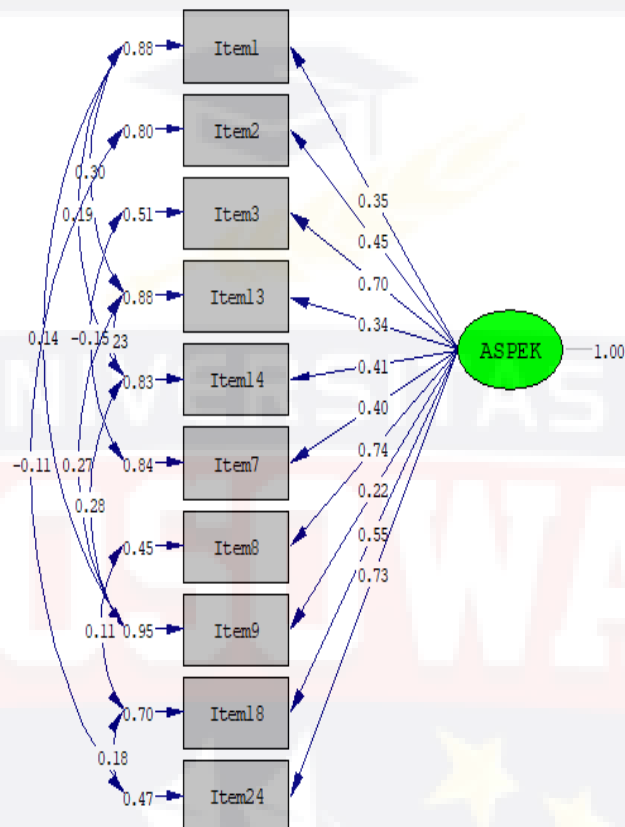 0.88 Item1
0.80 Item2
0.30
0.35
0.19 0.51 Item3
0.45
0.70
0.88 Item13
0.34
0.14 -0.15 23
ASPEK 1.00
0.83 Item14 0.41
0.40
0.74
-0.11 0.27 0.84 Item7
0.22
0.28
0.55
0.45 Item8
0.73
0.11 0.95 Item9
0.70 Item18
0.18
0.47 Item24